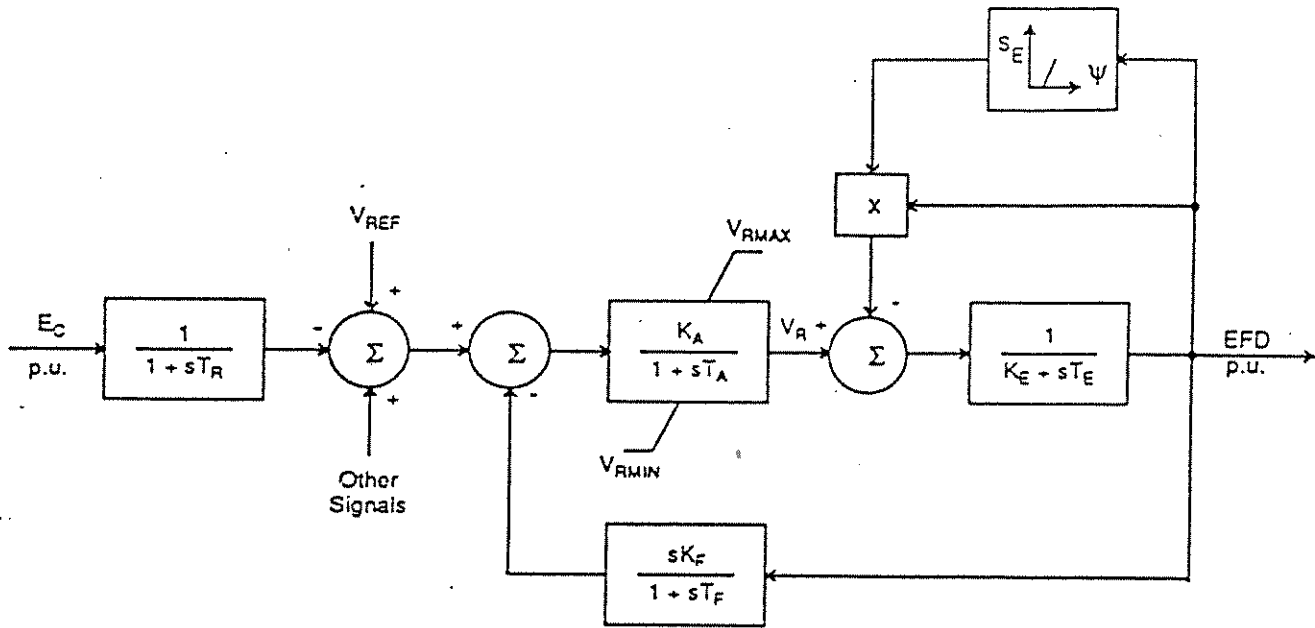 S_E
Ψ
X
V_REF
V_RMAX
E_C
p.u.
1
1 + sT_R
-
+
Σ
+
+
Σ
-
K_A
1 + sT_A
V_R
+
-
Σ
1
K_E + sT_E
EFD
p.u.
V_RMIN
Other
Signals
sK_F
1 + sT_F